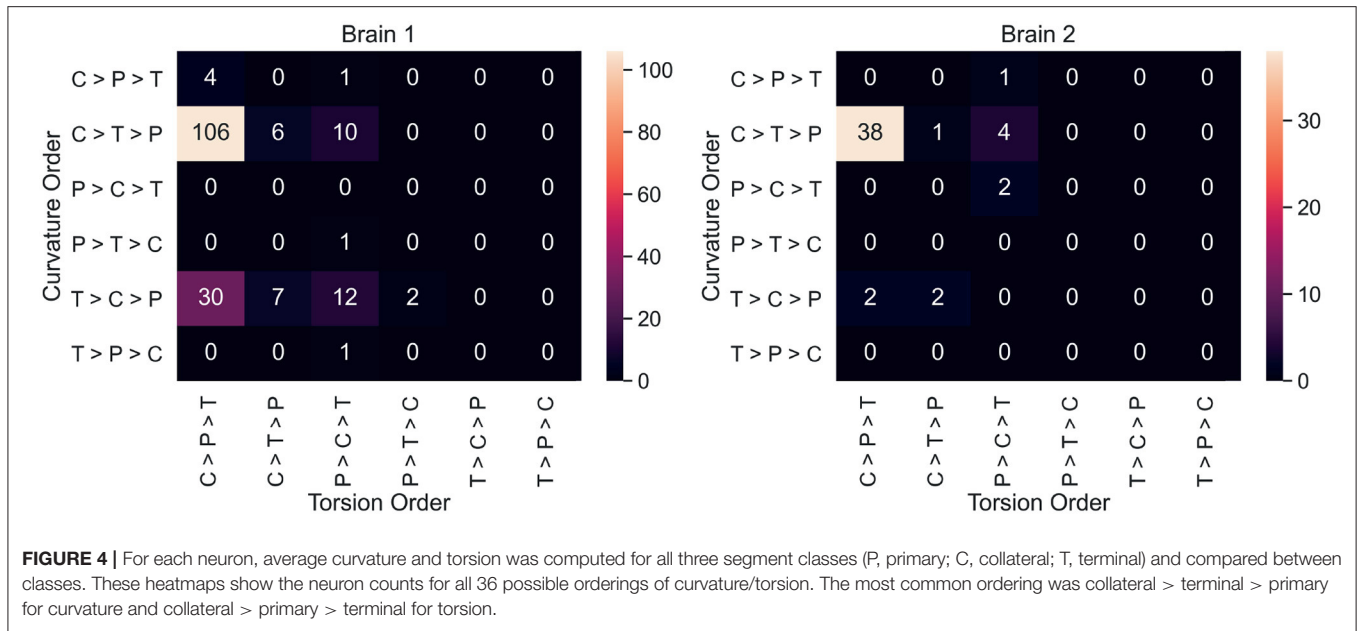 Brain 1
Brain 2
Curvature Order
C > P > T 4 0 1 0 0 0
C > T > P 106 6 10 0 0 0
P > C > T 0 0 0 0 0 0
P > T > C 0 0 1 0 0 0
T > C > P 30 7 12 2 0 0
T > P > C 0 0 1 0 0 0
C > P > T
C > T > P
P > C > T
P > T > C
T > C > P
T > P > C
Torsion Order
100
80
60
40
20
0
Curvature Order
C > P > T 0 0 1 0 0 0
C > T > P 38 1 4 0 0 0
P > C > T 0 0 2 0 0 0
P > T > C 0 0 0 0 0 0
T > C > P 2 2 0 0 0 0
T > P > C 0 0 0 0 0 0
C > P > T
C > T > P
P > C > T
P > T > C
T > C > P
T > P > C
Torsion Order
30
20
10
0
FIGURE 4 | For each neuron, average curvature and torsion was computed for all three segment classes (P, primary; C, collateral; T, terminal) and compared between
classes. These heatmaps show the neuron counts for all 36 possible orderings of curvature/torsion. The most common ordering was collateral > terminal > primary
for curvature and collateral > primary > terminal for torsion.